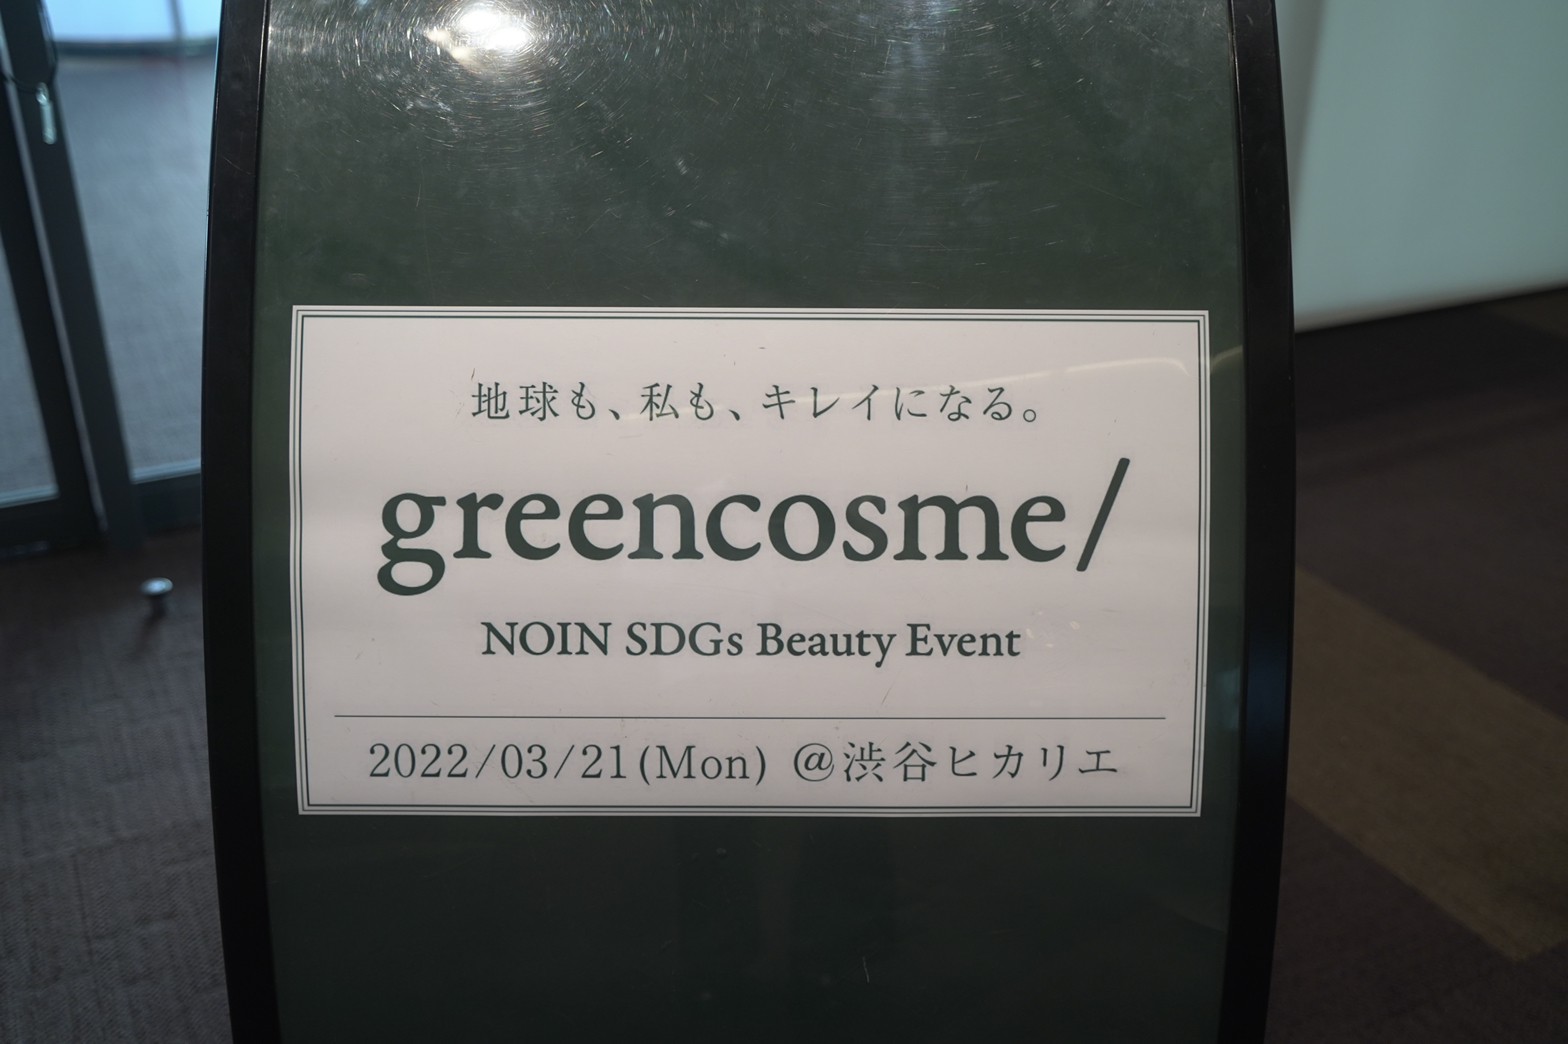 地球も、私も、キレイになる。
greencosme/
NOIN SDGs Beauty Event
2022/03/21(Mon) @渋谷ヒカリエ